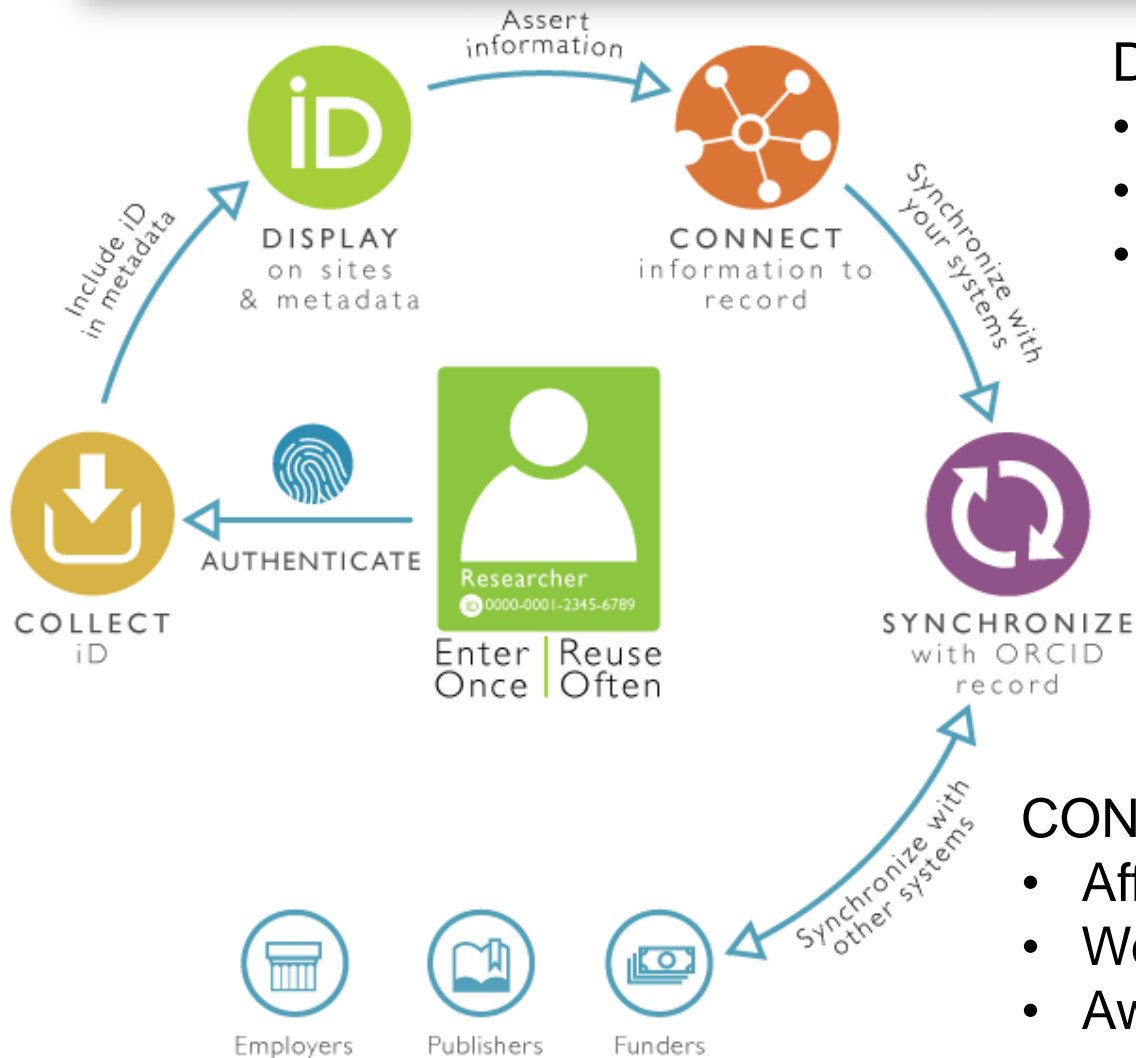 Assert
information
iD
DISPLAY
on sites
& metadata
CONNECT
information to
record
Include iD
in metadata
Synchronize with
your systems
AUTHENTICATE
COLLECT
iD
Researcher
iD 0000-0001-2345-6789
Enter Once | Reuse Often
SYNCHRONIZE
with ORCID
record
Synchronize with
other systems
Employers
Publishers
Funders
D
•
•
•
CON
• Aff
• Wo
• Aw